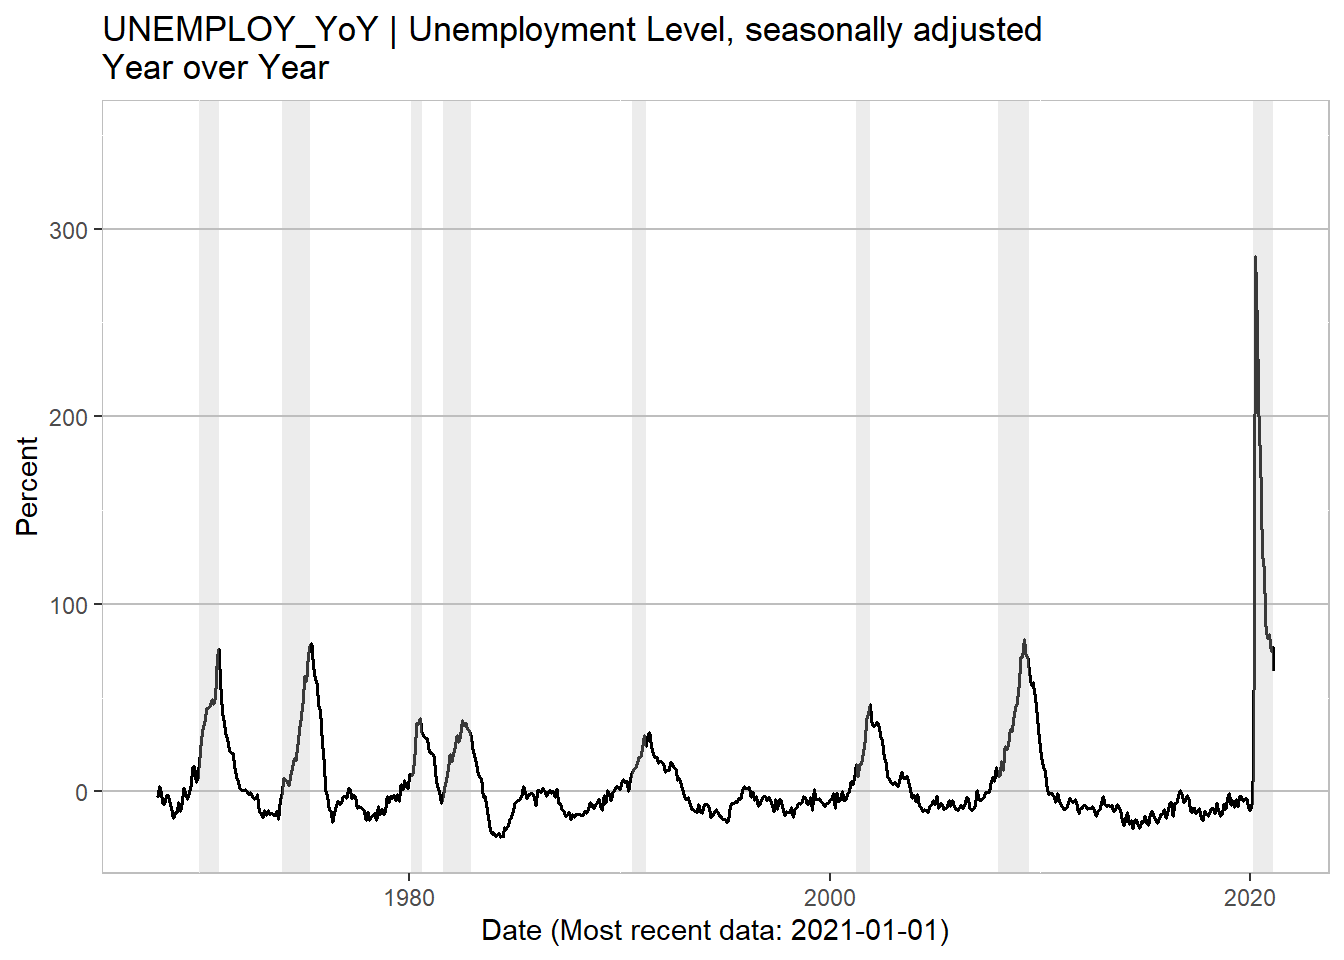 UNEMPLOY_YoY | Unemployment Level, seasonally adjusted
Year over Year
300
200
100
0
Percent
1980
2000
2020
Date (Most recent data: 2021-01-01)